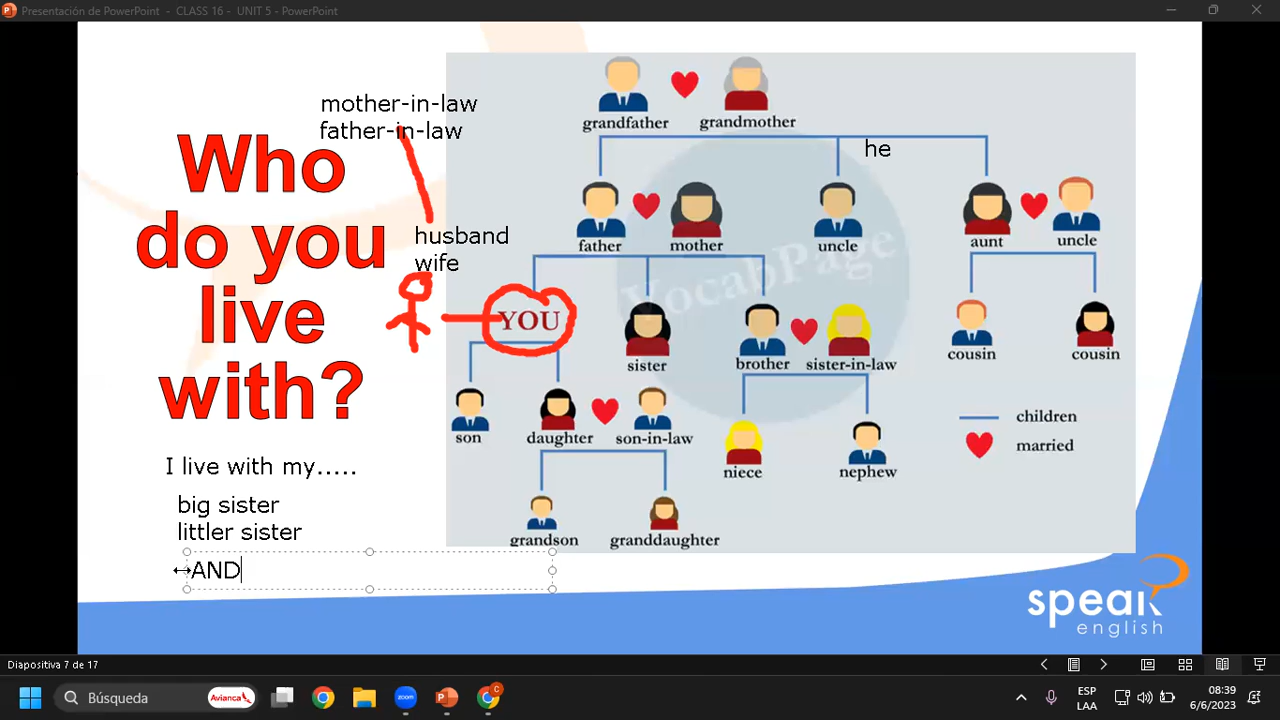 Presentación de PowerPoint - CLASS 16 - UNIT 5 - PowerPoint
mother-in-law
father-in-law
Who
do you
live
with?
husband
wife
I live with my.....
big sister
littler sister
AND
grandfather
grandmother
he
father
mother
uncle
aunt
uncle
YOU
sister
brother
sister-in-law
cousin
cousin
son
daughter
son-in-law
niece
nephew
grandson
granddaughter
children
married
VocabPage
speak
english
Diapositiva 7 de 17
Búsqueda
Avianca
zoom
C
ESP
LAA
08:39
6/6/2023